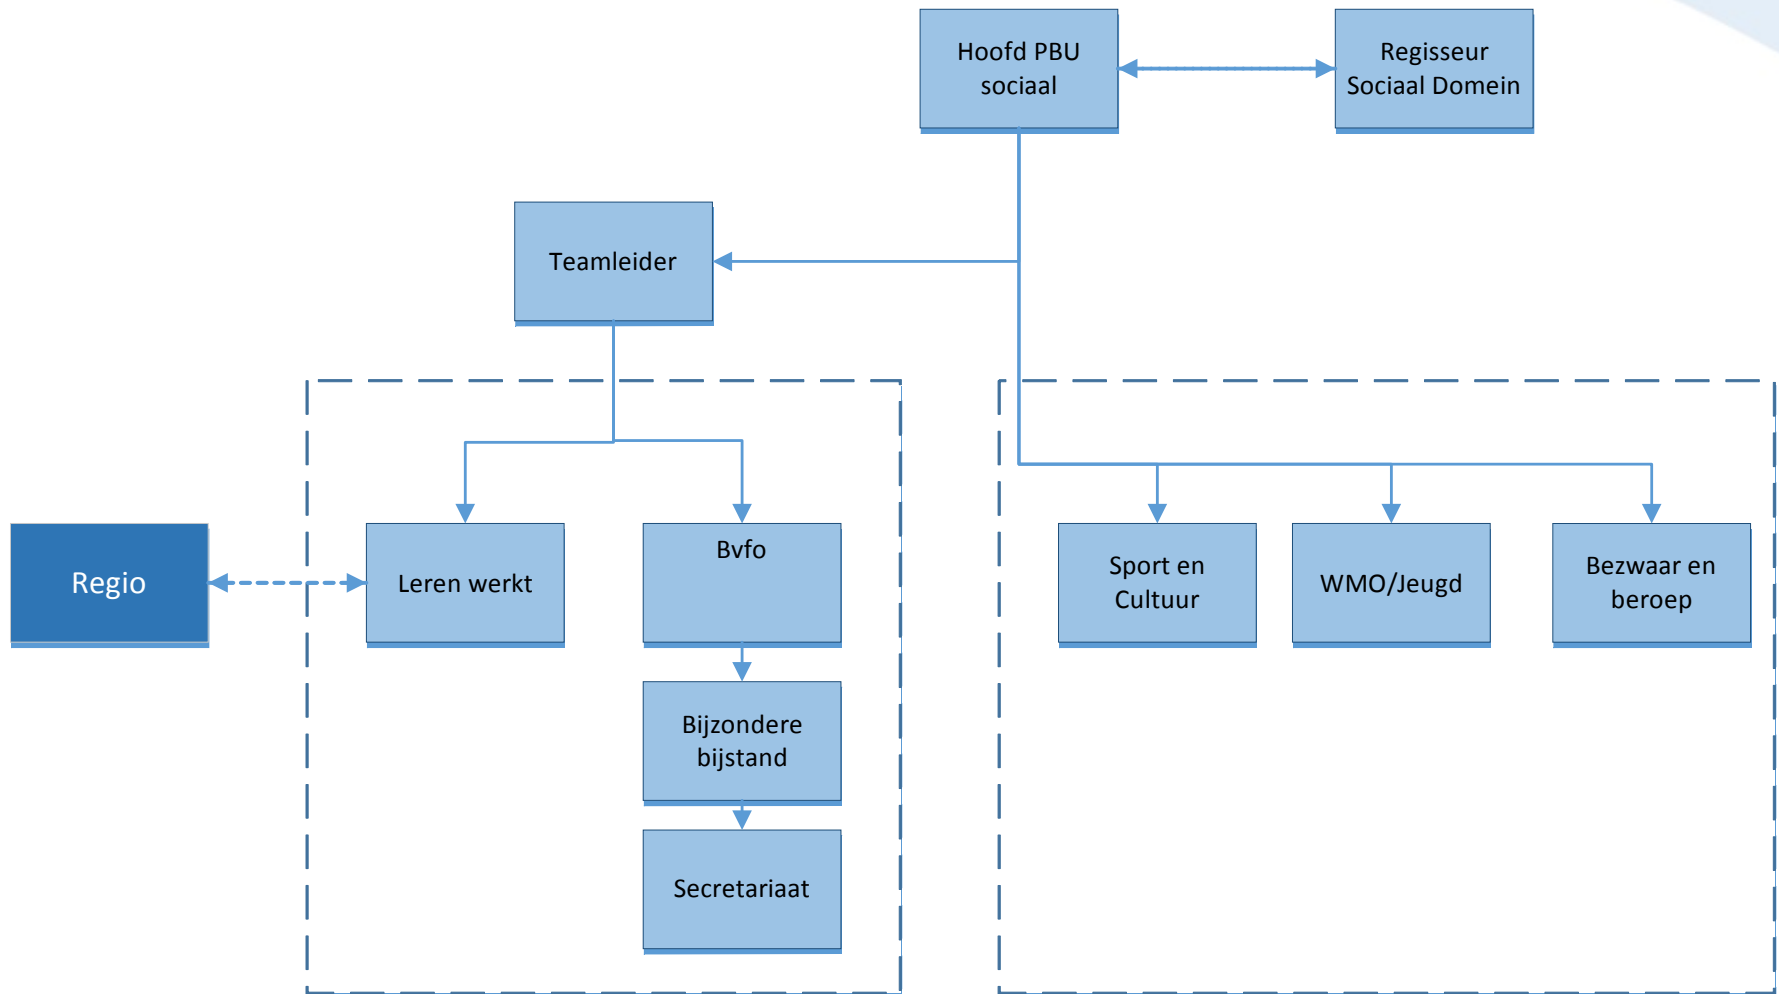 Hoofd PBU
sociaal
Regisseur
Sociaal Domein
Teamleider
Regio
Leren werkt
Bvfo
Sport en
Cultuur
WMO/Jeugd
Bezwaar en
beroep
Bijzondere
bijstand
Secretariaat